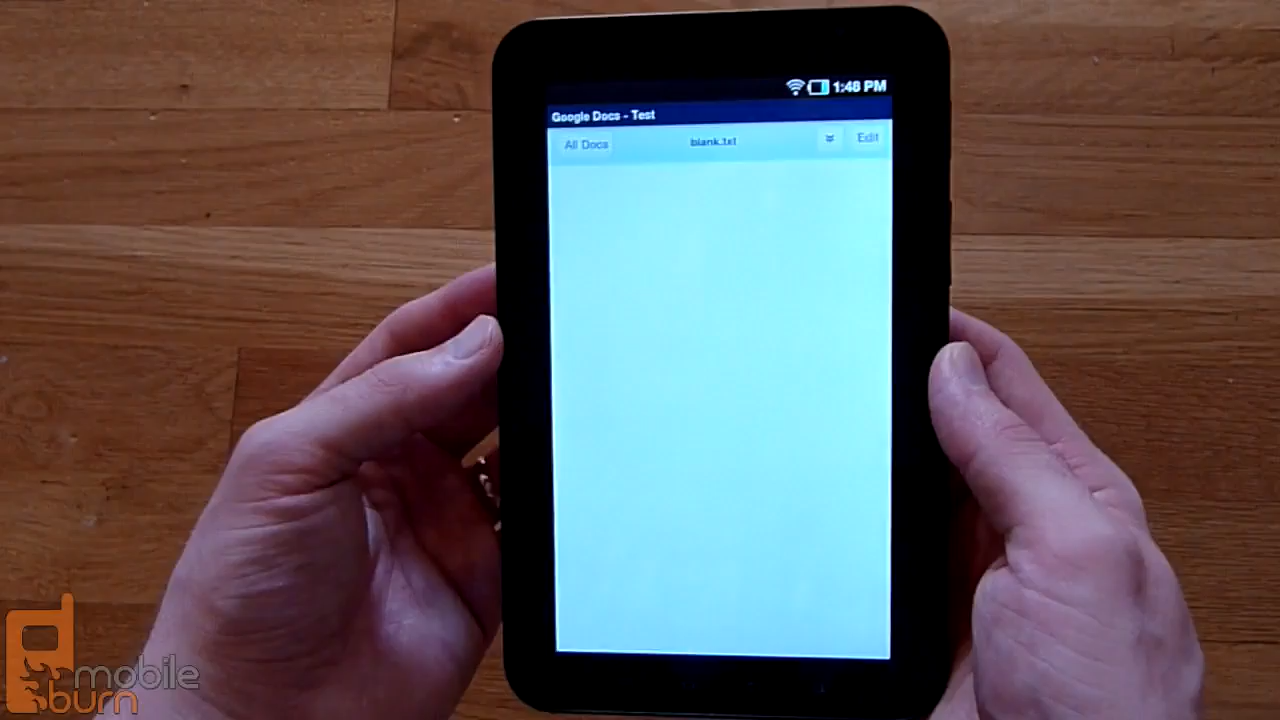 1:48 PM
Google Docs - Test
All Docs
blank.txt
Edit
mobile
burn